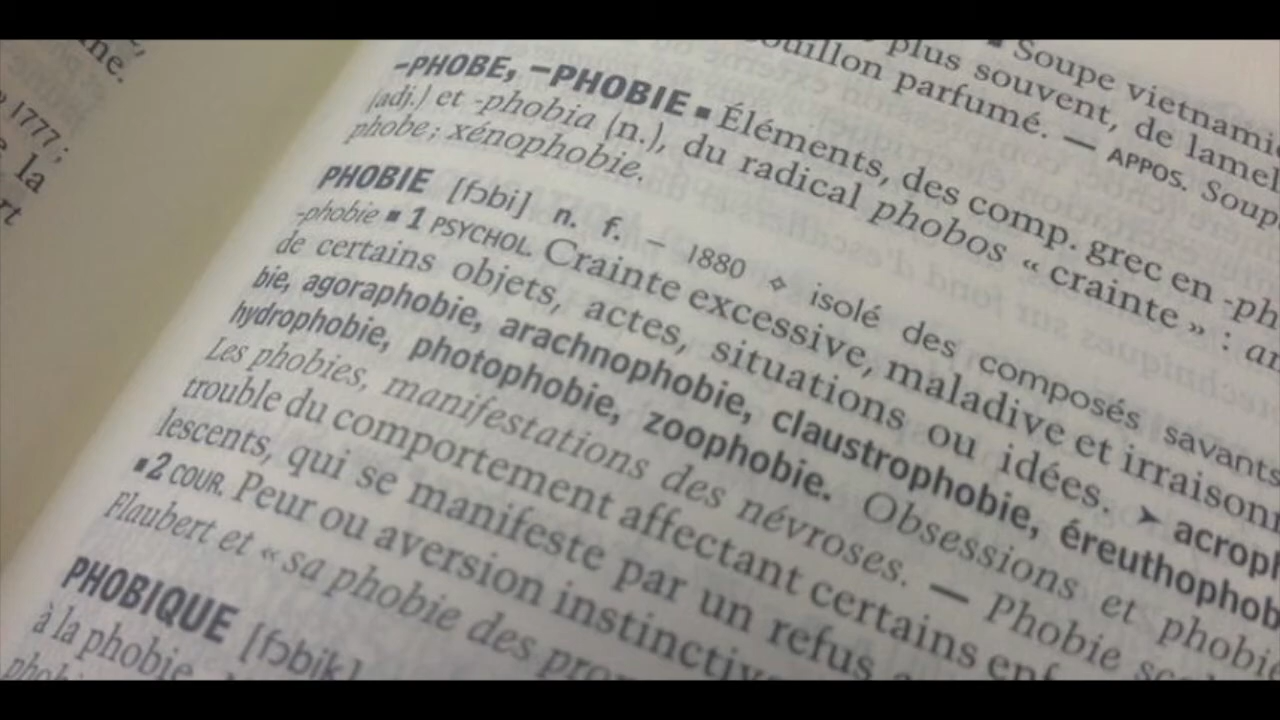 ne.
» 1777 ;
la
rt
■ Soupe vietnami
plus souvent, de lamel
ouillon parfumé. — APPOS. Soup
-PHOBE, -PHOBIE ■ Éléments, des comp. grec en -ph
(adj.) et -phobia (n.), du radical phobos « crainte » : a
phobe ; xénophobie.
PHOBIE [fɔbi] n. f. – 1880 ⋄ isolé des composés savants
-phobie ■ 1 PSYCHOL. Crainte excessive, maladive et irraisonn
de certains objets, actes, situations ou idées. ➤ acroph
bie, agoraphobie, arachnophobie, claustrophobie, éreuthophob
hydrophobie, photophobie, zoophobie. Obsessions et phobie
Les phobies, manifestations des névroses. — Phobie scol
trouble du comportement affectant certains enf
lescents, qui se manifeste par un refus
■ 2 COUR. Peur ou aversion instinctiv
Flaubert et « sa phobie des pro
PHOBIQUE [fɔbik]
à la phobie.
phobi